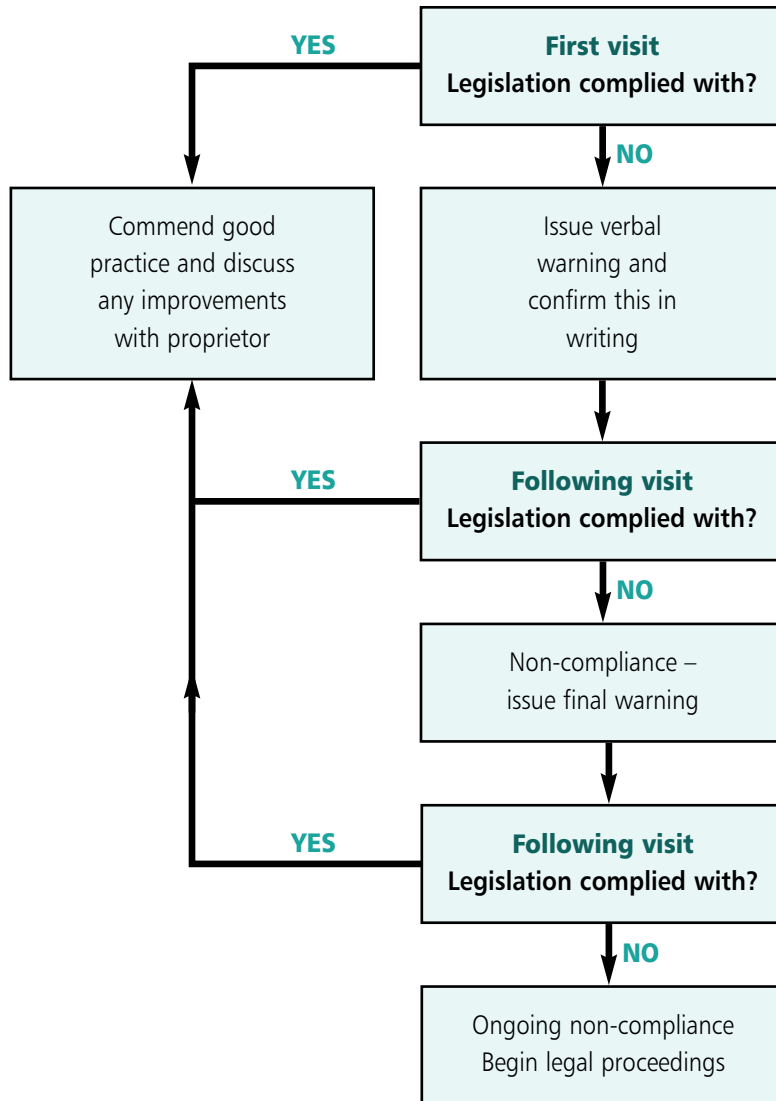 YES
First visit
Legislation complied with?
NO
Commend good
practice and discuss
any improvements
with proprietor
Issue verbal
warning and
confirm this in
writing
YES
Following visit
Legislation complied with?
NO
Non-compliance –
issue final warning
YES
Following visit
Legislation complied with?
NO
Ongoing non-compliance
Begin legal proceedings